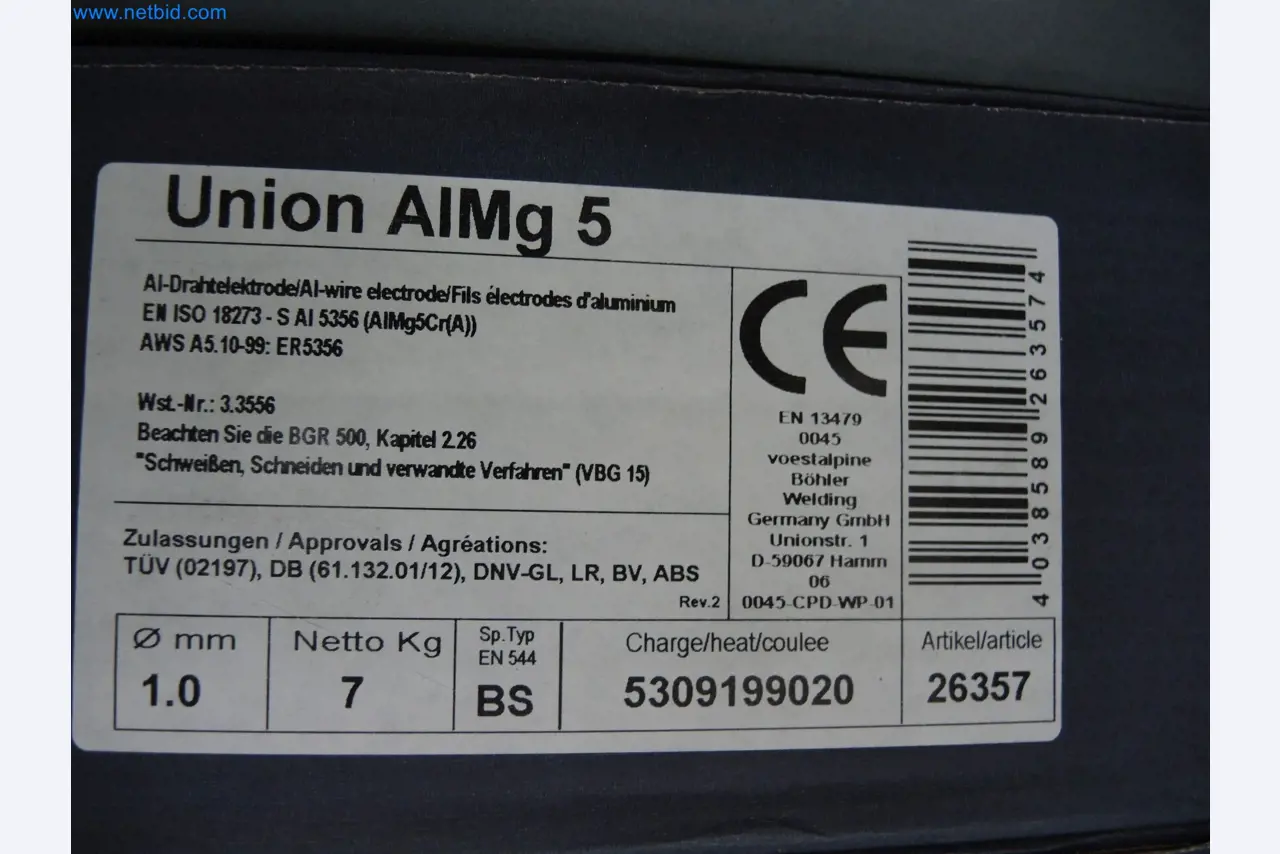 www.netbid.com
Union AlMg 5
Al-Drahtelektrode/Al-wire electrode/Fils électrodes d'aluminium
EN ISO 18273 - S Al 5356 (AlMg5Cr(A))
AWS A5.10-99: ER5356
Wst.-Nr.: 3.3556
Beachten Sie die BGR 500, Kapitel 2.26
"Schweißen, Schneiden und verwandte Verfahren" (VBG 15)
Zulassungen / Approvals / Agréations:
TÜV (02197), DB (61.132.01/12), DNV-GL, LR, BV, ABS
Rev.2
CE
EN 13479
0045
voestalpine
Böhler
Welding
Germany GmbH
Unionstr. 1
D-59067 Hamm
06
0045-CPD-WP-01
4 038589 263574
Ø mm
1.0
Netto Kg
7
Sp.Typ
EN 544
BS
Charge/heat/coulee
5309199020
Artikel/article
26357